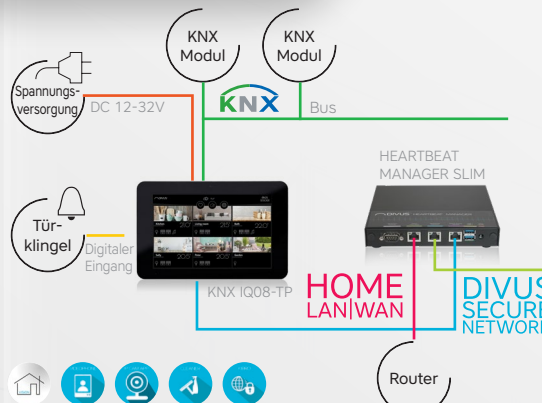 KNX
Modul
KNX
Modul
Spannungs-
versorgung
DC 12-32V
KNX
Bus
HEARTBEAT
MANAGER SLIM
Tür-
klingel
Digitaler
Eingang
KNX IQ08-TP
HOME
LAN|WAN
DIVUS
SECURE
NETWORK
Router